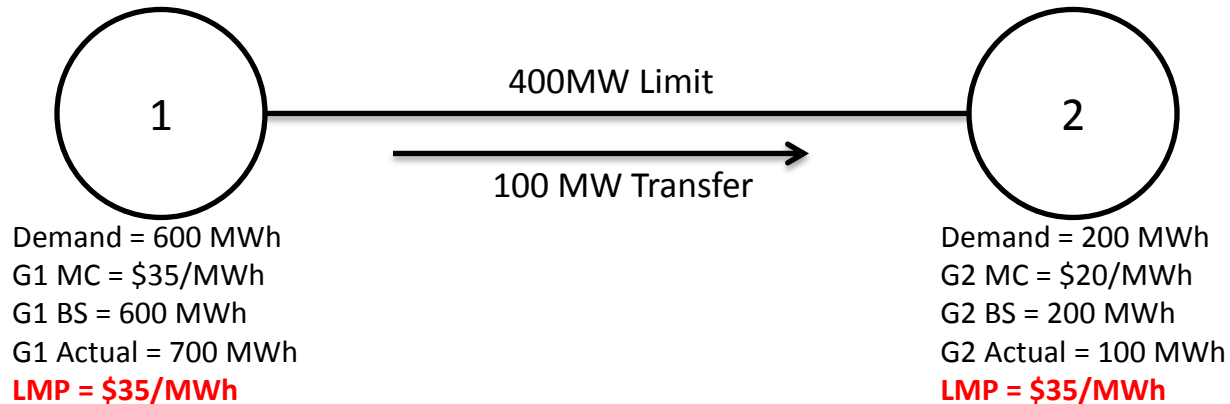 1
400MW Limit
100 MW Transfer
2
Demand = 600 MWh
G1 MC = $35/MWh
G1 BS = 600 MWh
G1 Actual = 700 MWh
LMP = $35/MWh
Demand = 200 MWh
G2 MC = $20/MWh
G2 BS = 200 MWh
G2 Actual = 100 MWh
LMP = $35/MWh